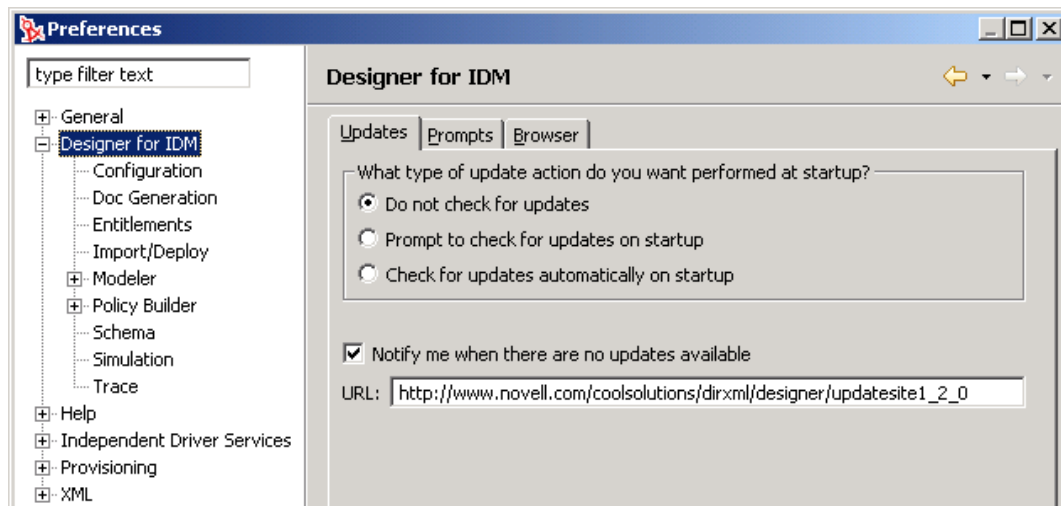 Preferences
type filter text
General
Designer for IDM
Configuration
Doc Generation
Entitlements
Import/Deploy
Modeler
Policy Builder
Schema
Simulation
Trace
Help
Independent Driver Services
Provisioning
XML
Designer for IDM
Updates Prompts Browser
What type of update action do you want performed at startup?
Do not check for updates
Prompt to check for updates on startup
Check for updates automatically on startup
Notify me when there are no updates available
URL: http://www.novell.com/coolsolutions/dirxml/designer/updatesite1_2_0